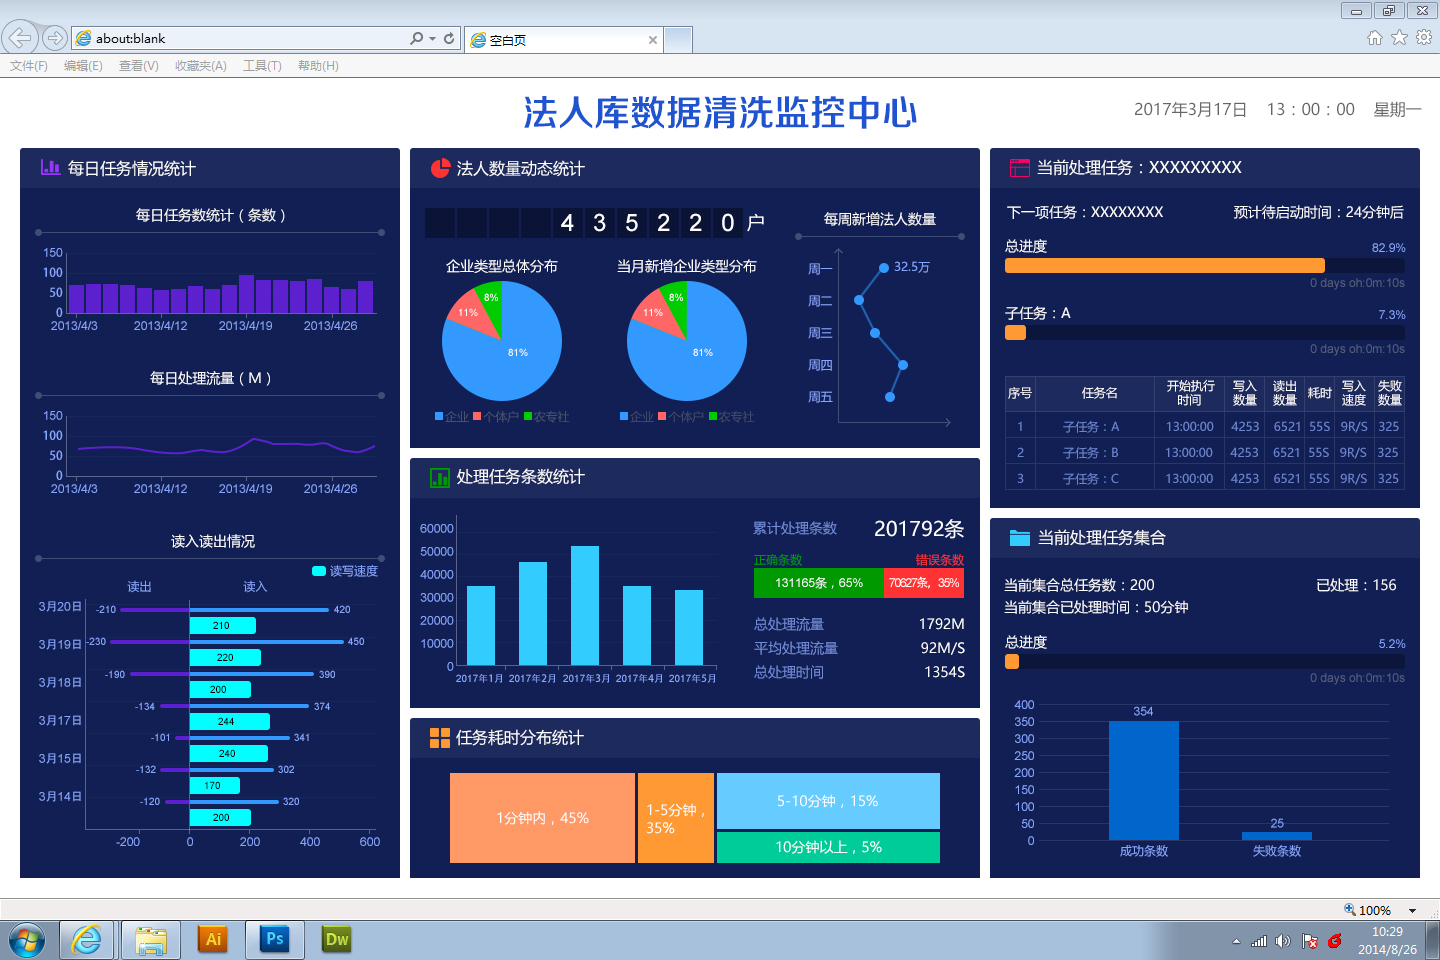 about:blank
空白页
文件(F) 编辑(E) 查看(V) 收藏夹(A) 工具(T) 帮助(H)
法人库数据清洗监控中心
2017年3月17日 13：00：00 星期一
每日任务情况统计
每日任务数统计（条数）
150
100
50
0
2013/4/3 2013/4/12 2013/4/19 2013/4/26
每日处理流量（M）
150
100
50
0
2013/4/3 2013/4/12 2013/4/19 2013/4/26
读入读出情况
读写速度
读出 读入
3月20日 -210 420
210
3月19日 -230 450
220
3月18日 -190 390
200
3月17日 -134 374
244
3月15日 -101 341
240
3月14日 -132 302
170
-120 320
200
-200 0 200 400 600
法人数量动态统计
435220户
企业类型总体分布
8%
11%
81%
企业 个体户 农专社
当月新增企业类型分布
8%
11%
81%
企业 个体户 农专社
每周新增法人数量
周一 32.5万
周二
周三
周四
周五
处理任务条数统计
60000
50000
40000
30000
20000
10000
0
2017年1月 2017年2月 2017年3月 2017年4月 2017年5月
累计处理条数 201792条
正确条数 错误条数
131165条，65% 70627条，35%
总处理流量 1792M
平均处理流量 92M/S
总处理时间 1354S
任务耗时分布统计
1分钟内，45%
1-5分钟，
35%
5-10分钟，15%
10分钟以上，5%
当前处理任务：XXXXXXXXX
下一项任务：XXXXXXXX 预计待启动时间：24分钟后
总进度 82.9%
0 days oh:0m:10s
子任务：A 7.3%
0 days oh:0m:10s
序号 任务名 开始执行时间 写入数量 读出数量 耗时 写入速度 失败数量
1 子任务：A 13:00:00 4253 6521 55S 9R/S 325
2 子任务：B 13:00:00 4253 6521 55S 9R/S 325
3 子任务：C 13:00:00 4253 6521 55S 9R/S 325
当前处理任务集合
当前集合总任务数：200 已处理：156
当前集合已处理时间：50分钟
总进度 5.2%
0 days oh:0m:10s
400
350
300
250
200
150
100
50
0
354
25
成功条数 失败条数
100%
Ai Ps Dw
10:29
2014/8/26